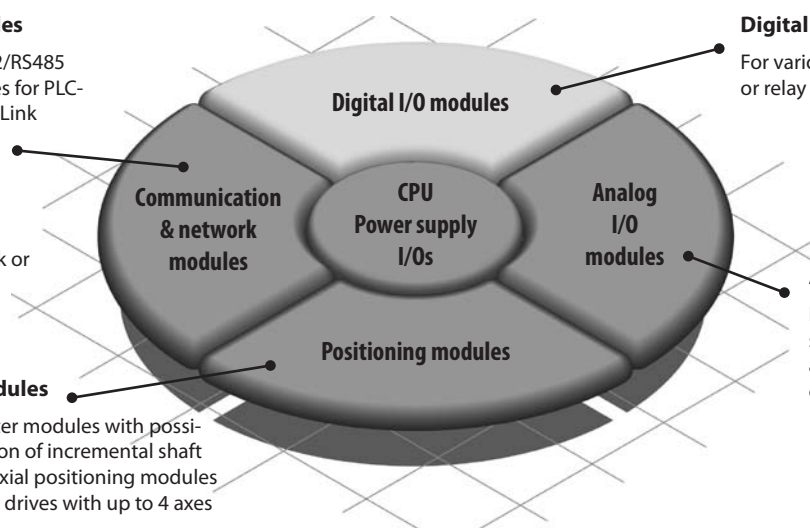 2/RS485
es for PLC-
Link
k or
dules
ter modules with possi-
on of incremental shaft
xial positioning modules
drives with up to 4 axes
Digital I/O modules
Communication
& network
modules
CPU
Power supply
I/Os
Analog
I/O
modules
Positioning modules
Digital
For vario
or relay